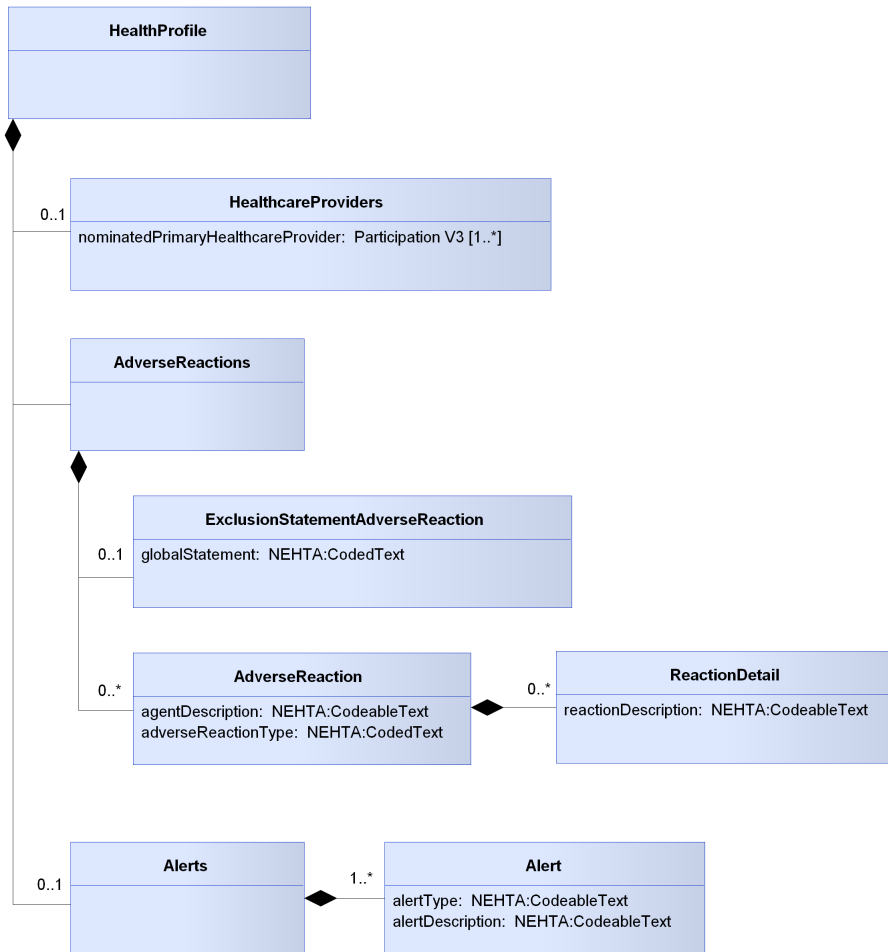 HealthProfile
0..1
HealthcareProviders
nominatedPrimaryHealthcareProvider: Participation V3 [1..*]
AdverseReactions
0..1
ExclusionStatementAdverseReaction
globalStatement: NEHTA:CodedText
0..*
AdverseReaction
agentDescription: NEHTA:CodeableText
adverseReactionType: NEHTA:CodedText
0..*
ReactionDetail
reactionDescription: NEHTA:CodeableText
0..1
Alerts
1..*
Alert
alertType: NEHTA:CodeableText
alertDescription: NEHTA:CodeableText